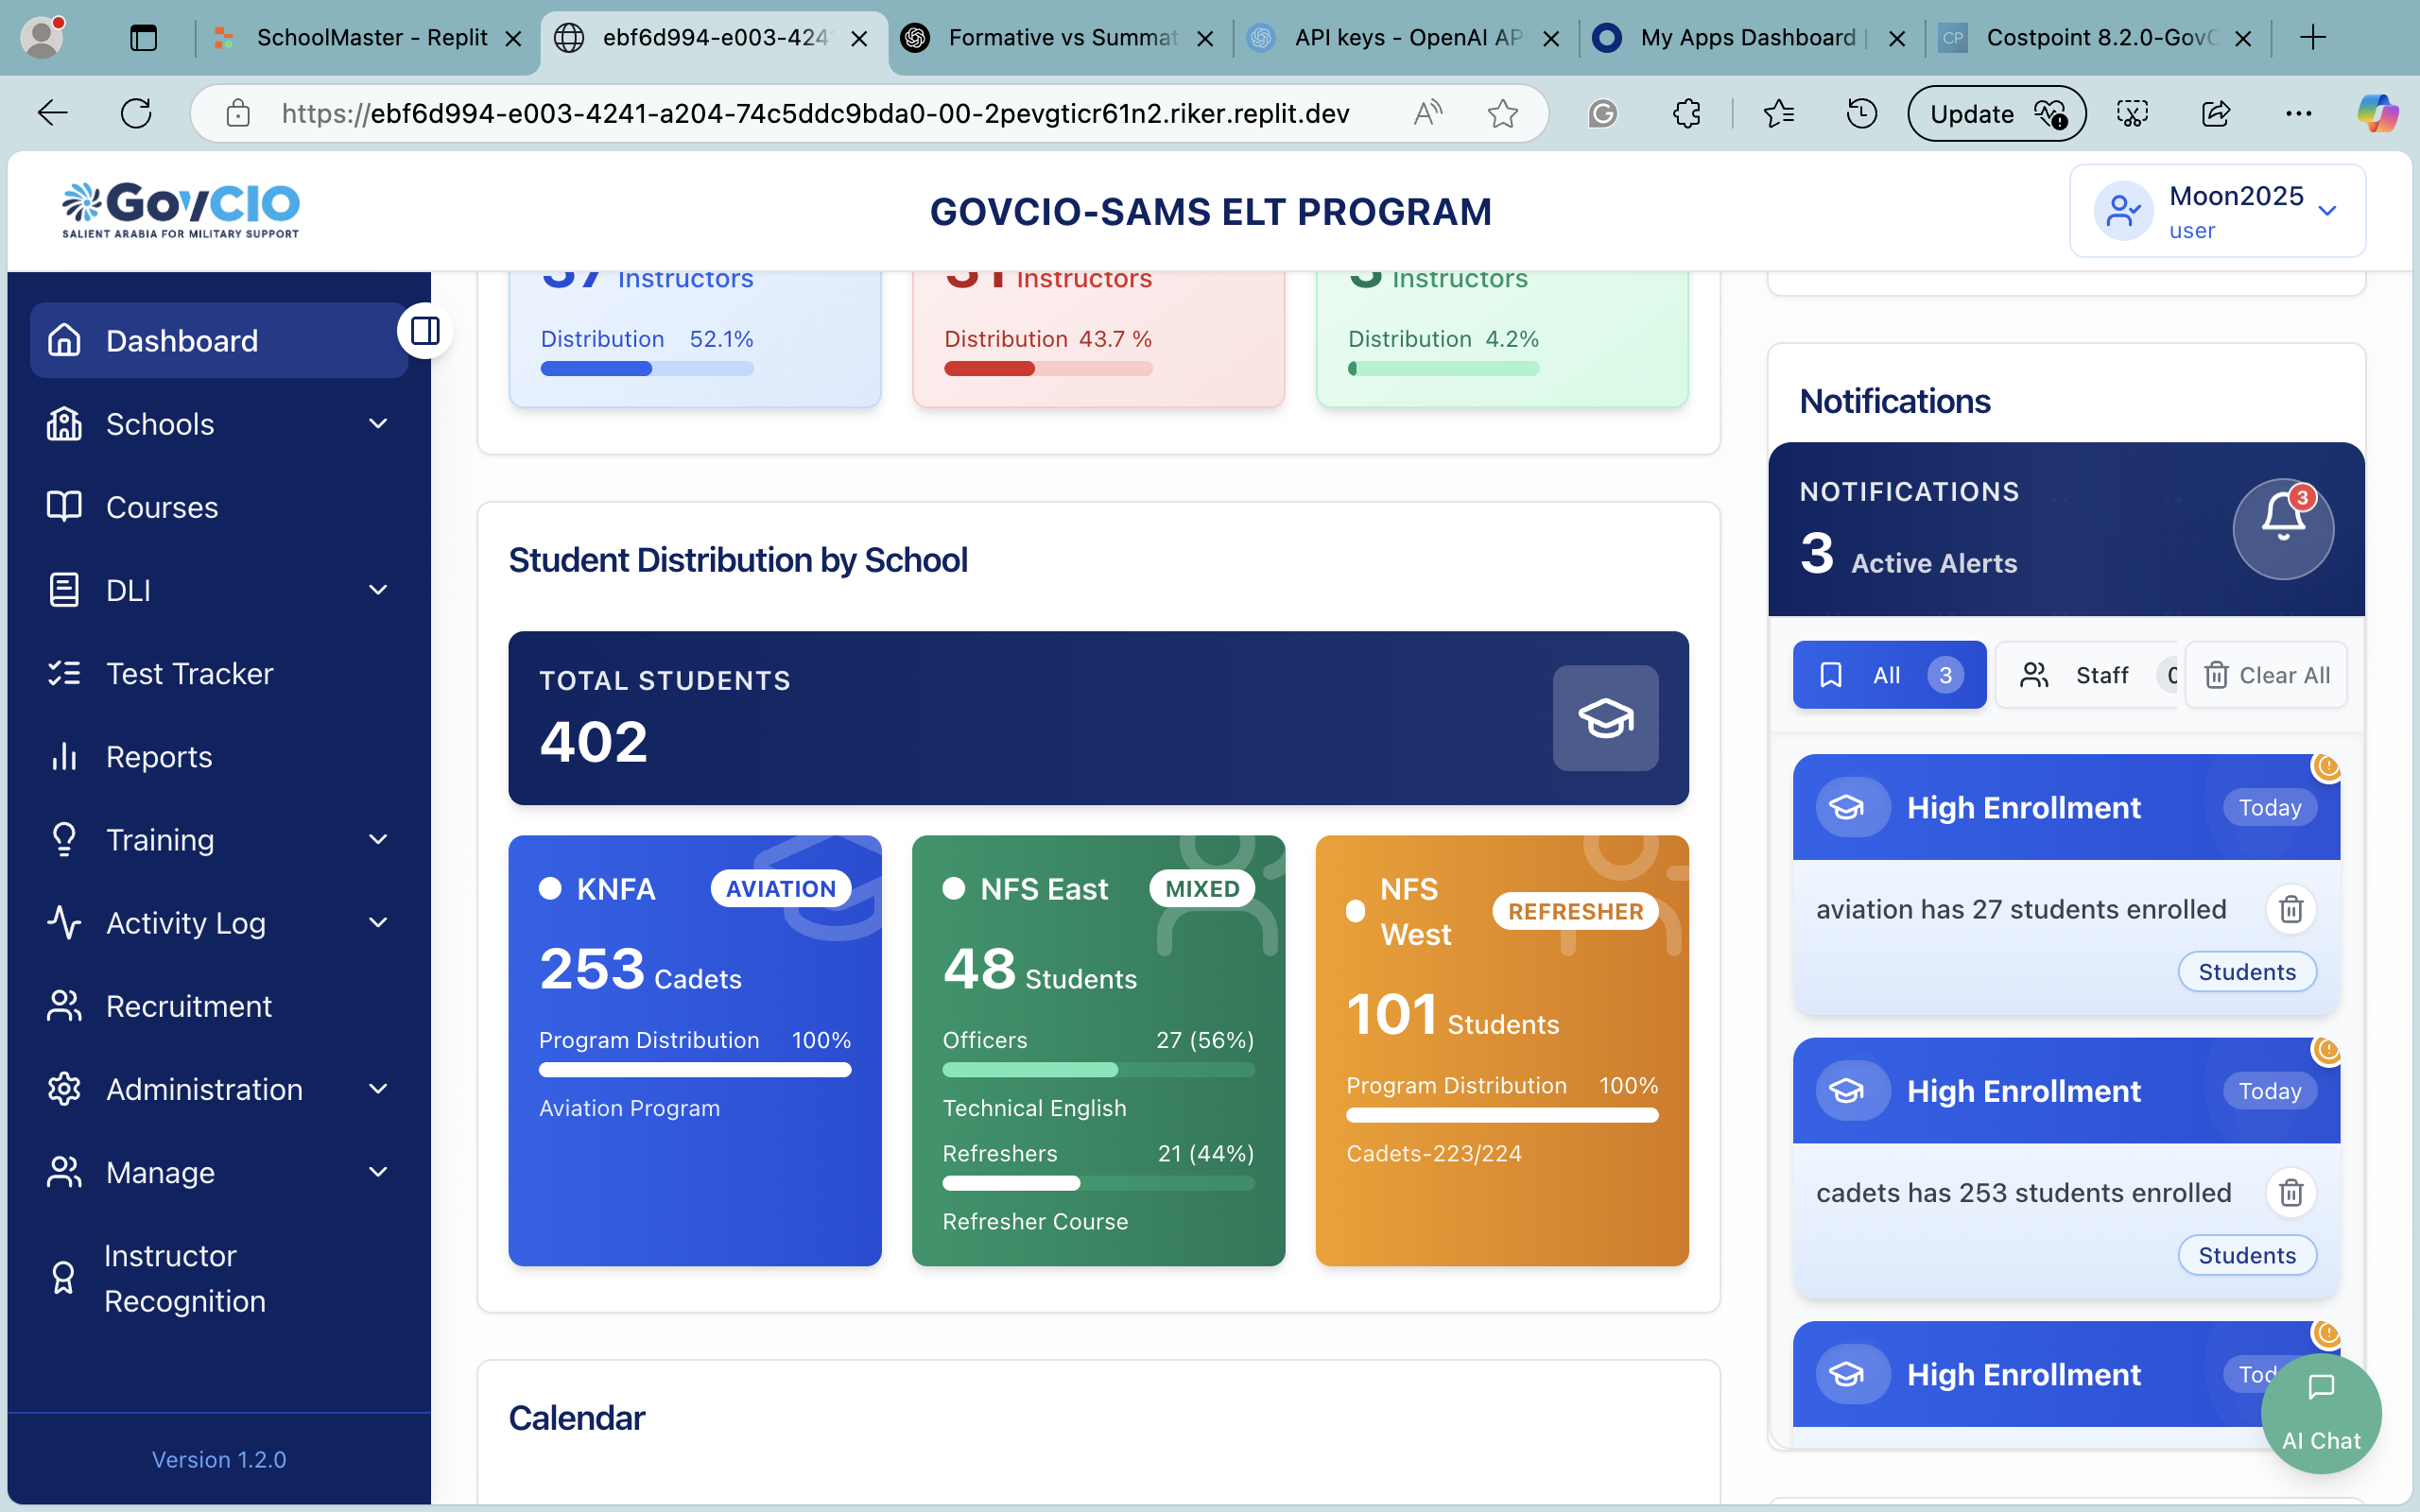 SchoolMaster - Replit
ebf6d994-e003-424
Formative vs Summat
API keys - OpenAI AP
My Apps Dashboard |
CP
Costpoint 8.2.0-GovC
https://ebf6d994-e003-4241-a204-74c5ddc9bda0-00-2pevgticr61n2.riker.replit.dev
Update
GovCIO
SALIENT ARABIA FOR MILITARY SUPPORT
GOVCIO-SAMS ELT PROGRAM
Moon2025
user
Dashboard
Schools
Courses
DLI
Test Tracker
Reports
Training
Activity Log
Recruitment
Administration
Manage
Instructor
Recognition
Version 1.2.0
37 Instructors
Distribution 52.1%
31 Instructors
Distribution 43.7 %
Instructors
Distribution 4.2%
Student Distribution by School
TOTAL STUDENTS
402
KNFA
AVIATION
253 Cadets
Program Distribution 100%
Aviation Program
NFS East
MIXED
48 Students
Officers 27 (56%)
Technical English
Refreshers 21 (44%)
Refresher Course
NFS
West
REFRESHER
101 Students
Program Distribution 100%
Cadets-223/224
Calendar
Notifications
NOTIFICATIONS
3
3 Active Alerts
All 3
Staff 0
Clear All
High Enrollment
Today
aviation has 27 students enrolled
Students
High Enrollment
Today
cadets has 253 students enrolled
Students
High Enrollment
AI Chat